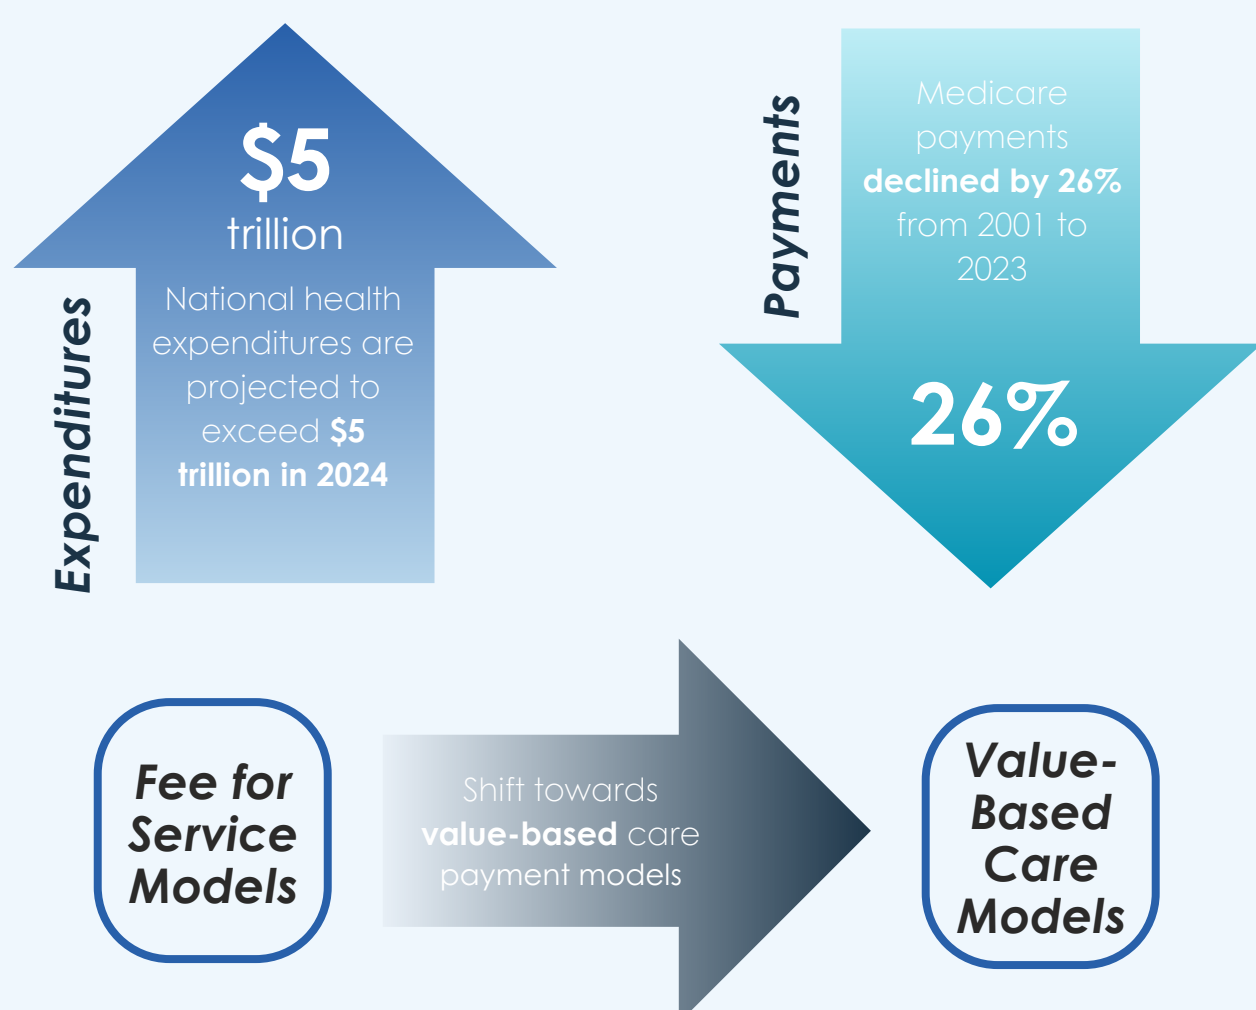 $5
trillion
National health
expenditures are
projected to
exceed $5
trillion in 2024
Expenditures
Payments
Medicare
payments
declined by 26%
from 2001 to
2023
26%
Fee for
Service
Models
Shift towards
value-based care
payment models
Value-
Based
Care
Models